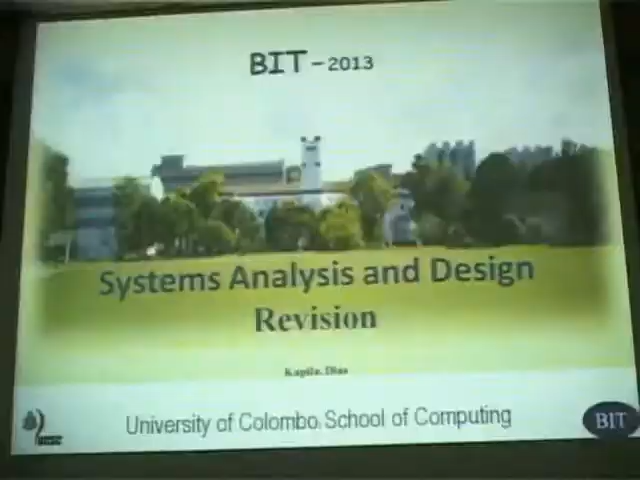 BIT – 2013
Systems Analysis and Design
Revision
Kapila. Dias
University of Colombo School of Computing
BIT